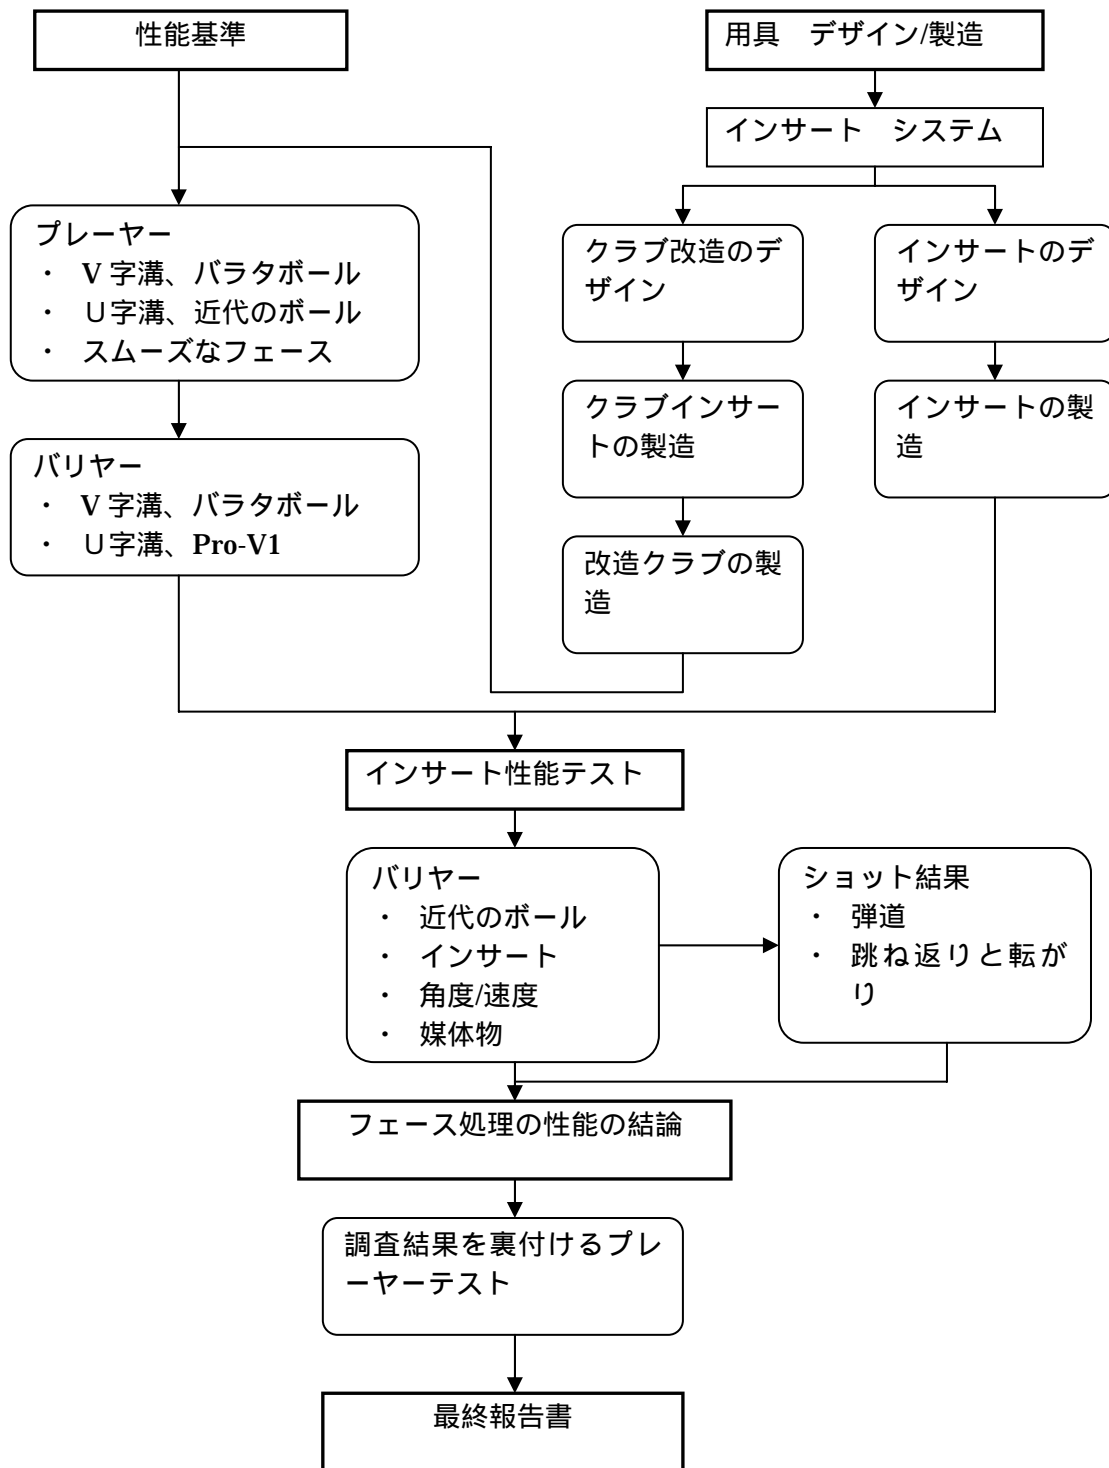 性能基準
用具　デザイン/製造
インサート　システム
プレーヤー
・ V 字溝、バラタボール
・ U字溝、近代のボール
・ スムーズなフェース
クラブ改造のデ
ザイン
インサートのデ
ザイン
クラブインサー
トの製造
インサートの製
造
バリヤー
・ V 字溝、バラタボール
・ U字溝、Pro-V1
改造クラブの製
造
インサート性能テスト
バリヤー
・ 近代のボール
・ インサート
・ 角度/速度
・ 媒体物
ショット結果
・ 弾道
・ 跳ね返りと転が
り
フェース処理の性能の結論
調査結果を裏付けるプレ
ーヤーテスト
最終報告書